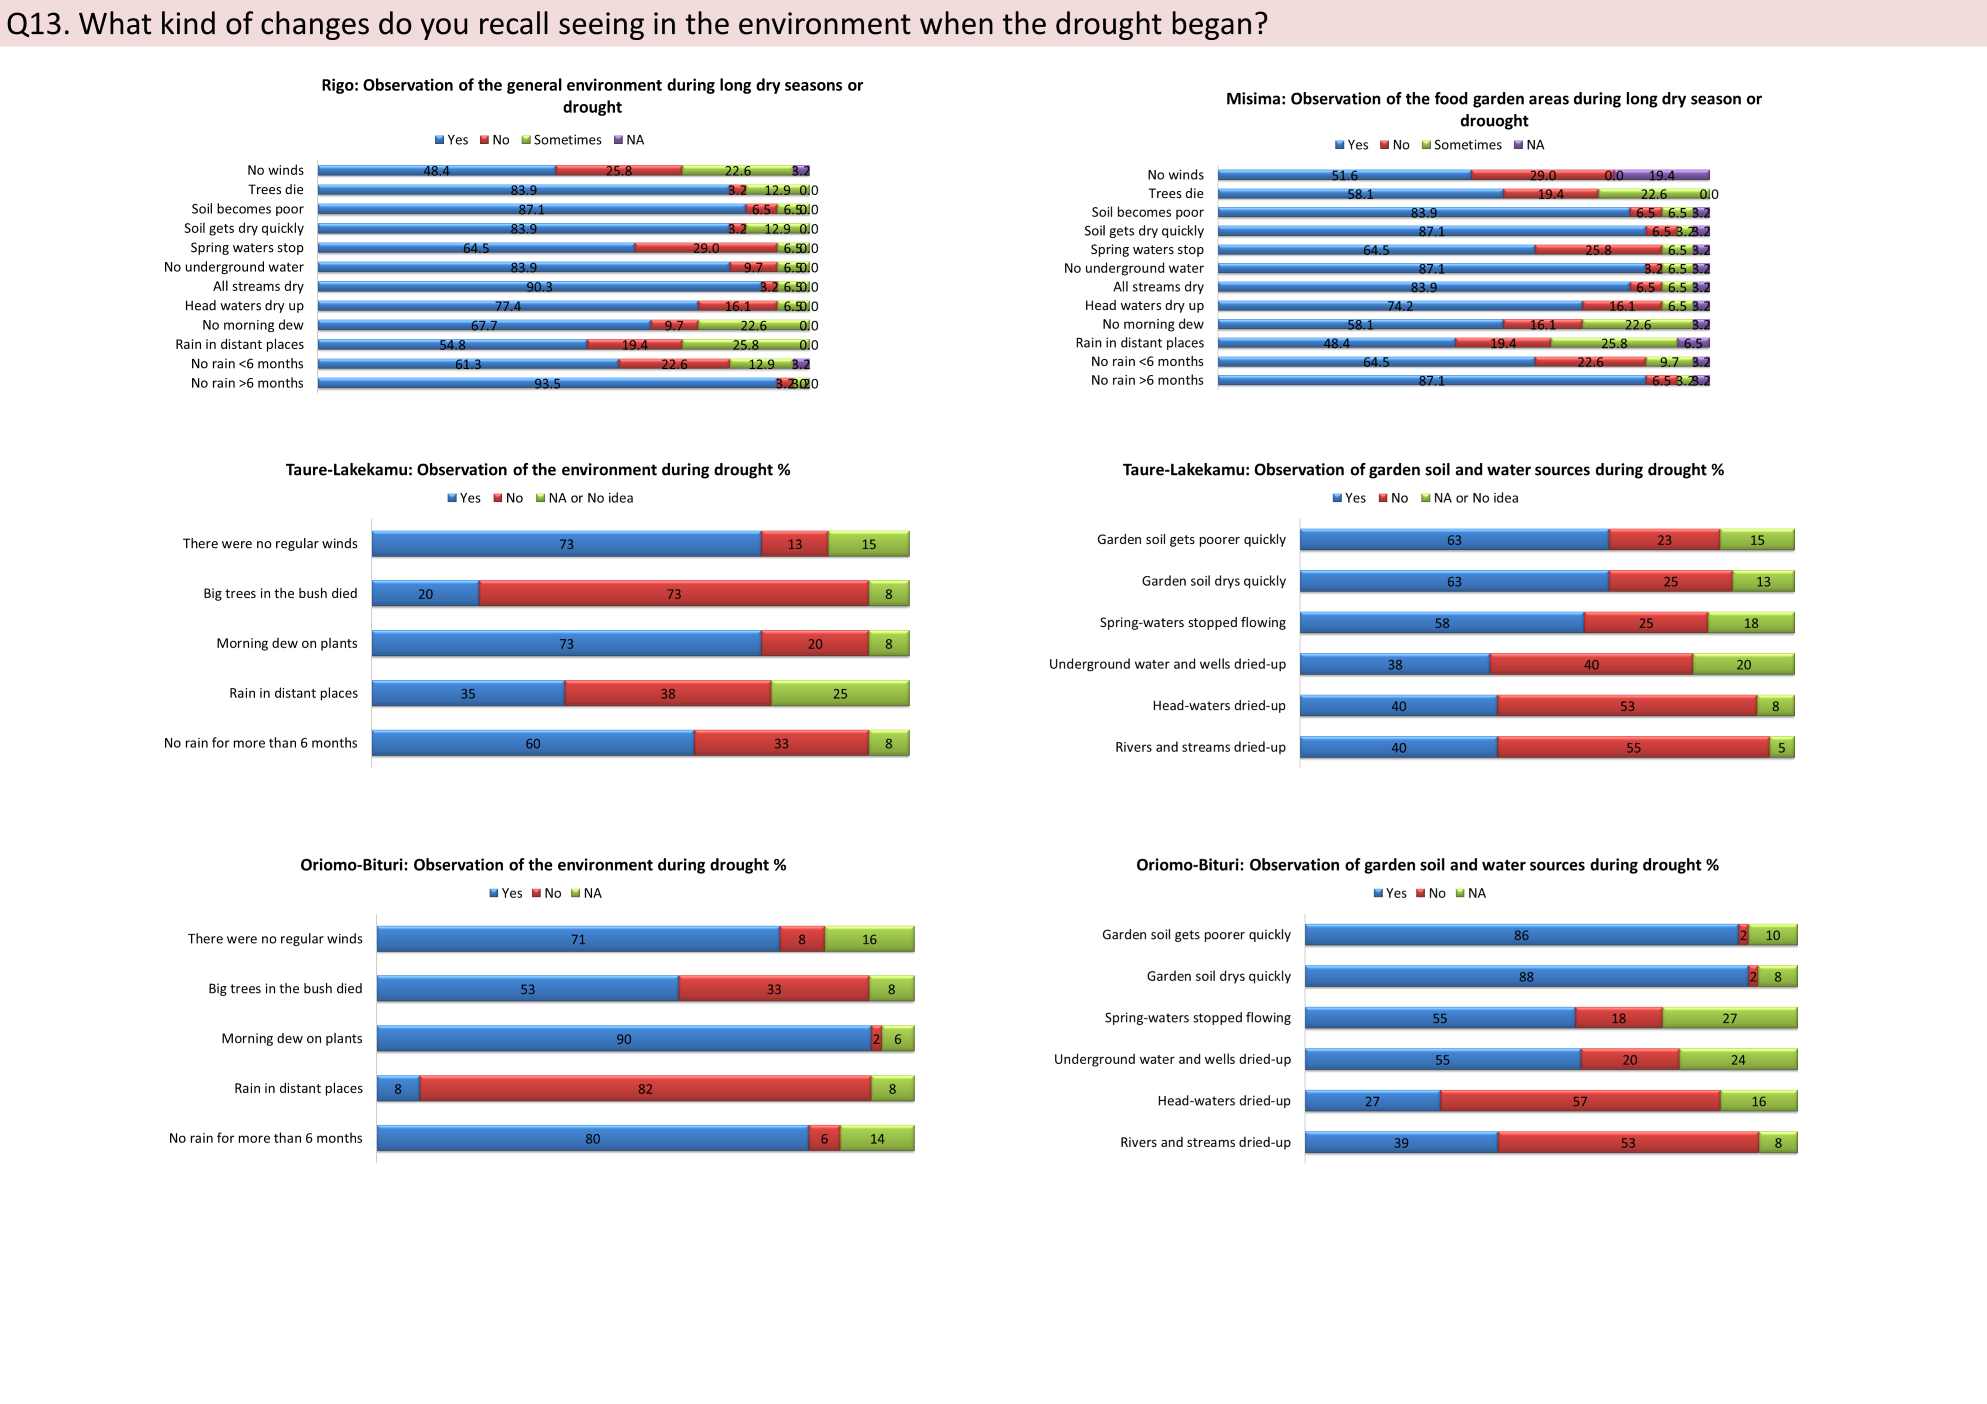 Q13. What kind of changes do you recall seeing in the environment when the drought began?
Rigo: Observation of the general environment during long dry seasons or
drought
Yes No Sometimes NA
No winds 48.4 25.8 22.6 3.2
Trees die 83.9 3.2 12.9 0.0
Soil becomes poor 87.1 6.5 6.5 0.0
Soil gets dry quickly 83.9 3.2 12.9 0.0
Spring waters stop 64.5 29.0 6.5 0.0
No underground water 83.9 9.7 6.5 0.0
All streams dry 90.3 3.2 6.5 0.0
Head waters dry up 77.4 16.1 6.5 0.0
No morning dew 67.7 9.7 22.6 0.0
Rain in distant places 54.8 19.4 25.8 0.0
No rain <6 months 61.3 22.6 12.9 3.2
No rain >6 months 93.5 3.2 3.2 0.0
Misima: Observation of the food garden areas during long dry season or
drouoght
Yes No Sometimes NA
No winds 51.6 29.0 0.0 19.4
Trees die 58.1 19.4 22.6 0.0
Soil becomes poor 83.9 6.5 6.5 3.2
Soil gets dry quickly 87.1 6.5 3.2 3.2
Spring waters stop 64.5 25.8 6.5 3.2
No underground water 87.1 3.2 6.5 3.2
All streams dry 83.9 6.5 6.5 3.2
Head waters dry up 74.2 16.1 6.5 3.2
No morning dew 58.1 16.1 22.6 3.2
Rain in distant places 48.4 19.4 25.8 6.5
No rain <6 months 64.5 22.6 9.7 3.2
No rain >6 months 87.1 6.5 3.2 3.2
Taure-Lakekamu: Observation of the environment during drought %
Yes No NA or No idea
There were no regular winds 73 13 15
Big trees in the bush died 20 73 8
Morning dew on plants 73 20 8
Rain in distant places 35 38 25
No rain for more than 6 months 60 33 8
Taure-Lakekamu: Observation of garden soil and water sources during drought %
Yes No NA or No idea
Garden soil gets poorer quickly 63 23 15
Garden soil drys quickly 63 25 13
Spring-waters stopped flowing 58 25 18
Underground water and wells dried-up 38 40 20
Head-waters dried-up 40 53 8
Rivers and streams dried-up 40 55 5
Oriomo-Bituri: Observation of the environment during drought %
Yes No NA
There were no regular winds 71 8 16
Big trees in the bush died 53 33 8
Morning dew on plants 90 2 6
Rain in distant places 8 82 8
No rain for more than 6 months 80 6 14
Oriomo-Bituri: Observation of garden soil and water sources during drought %
Yes No NA
Garden soil gets poorer quickly 86 2 10
Garden soil drys quickly 88 2 8
Spring-waters stopped flowing 55 18 27
Underground water and wells dried-up 55 20 24
Head-waters dried-up 27 57 16
Rivers and streams dried-up 39 53 8